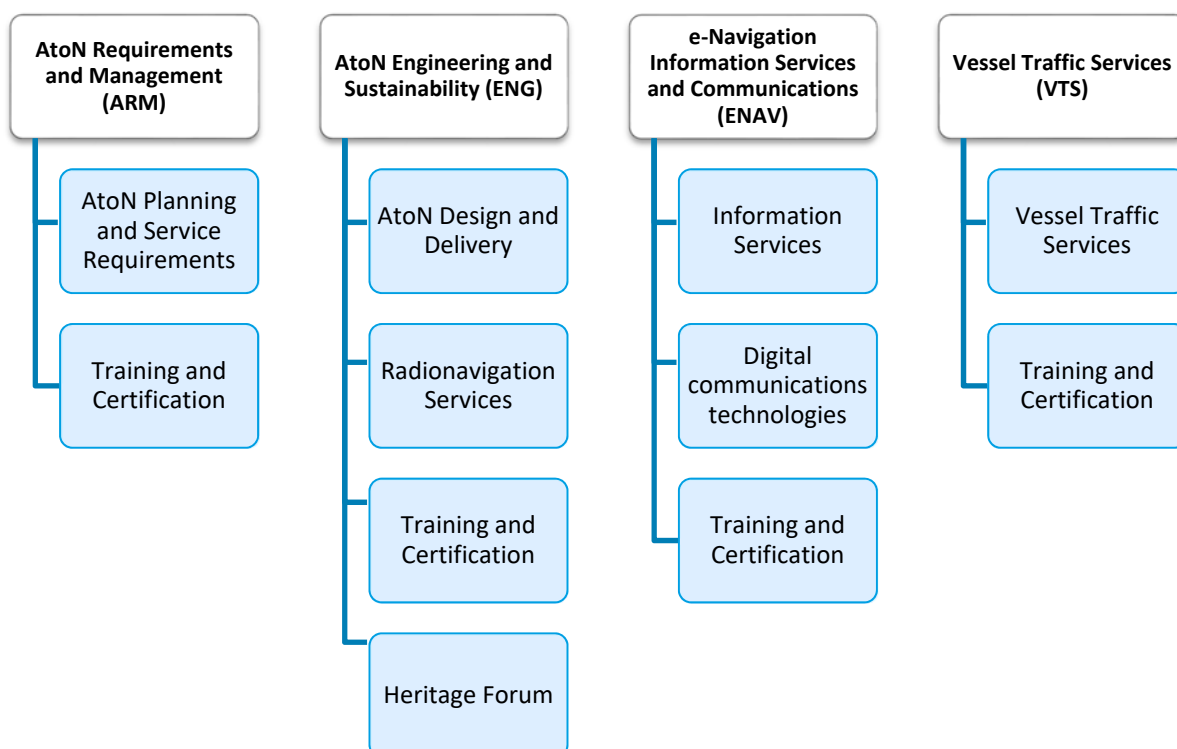 AtoN Requirements
and Management
(ARM)
AtoN Planning
and Service
Requirements
Training and
Certification
AtoN Engineering and
Sustainability (ENG)
AtoN Design and
Delivery
Radionavigation
Services
Training and
Certification
Heritage Forum
e-Navigation
Information Services
and Communications
(ENAV)
Information
Services
Digital
communications
technologies
Training and
Certification
Vessel Traffic Services
(VTS)
Vessel Traffic
Services
Training and
Certification